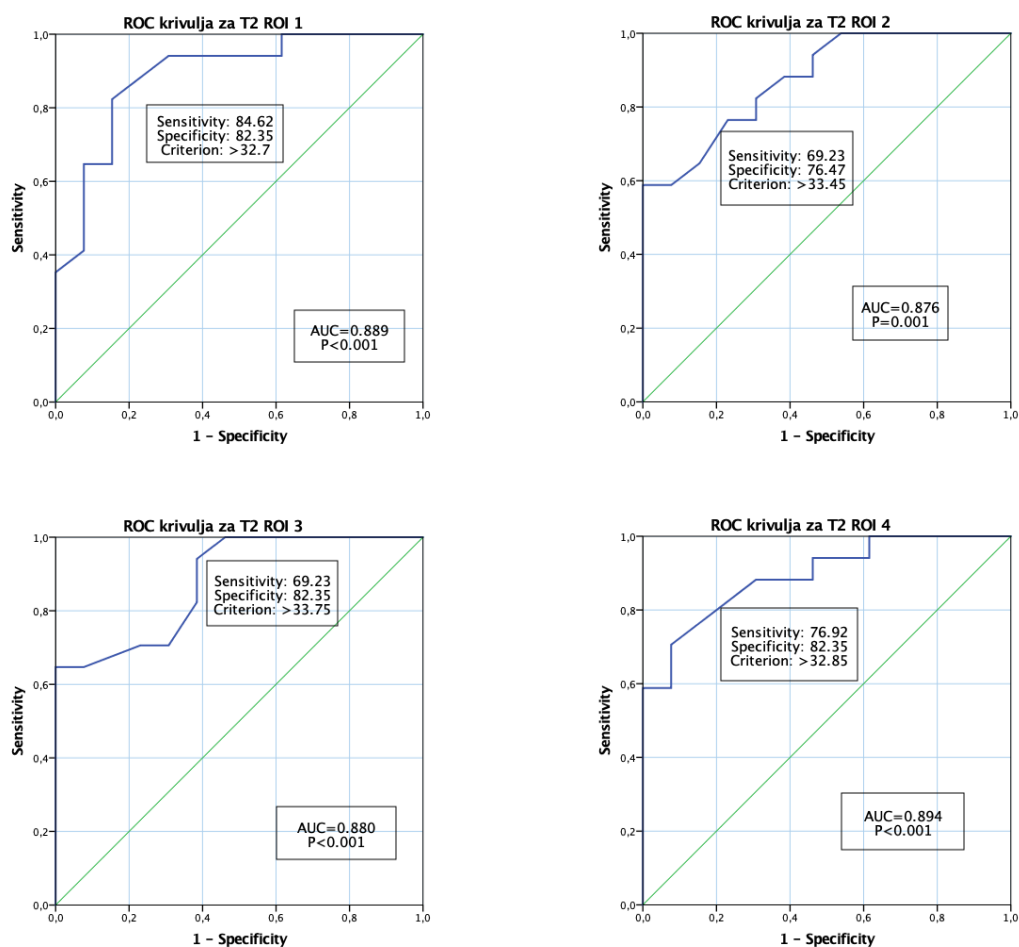 ROC krivulja za T2 ROI 1
1,0
0,8
0,6
0,4
0,2
0,0
Sensitivity
Sensitivity: 84.62
Specificity: 82.35
Criterion: >32.7
AUC=0.889
P<0.001
0,0 0,2 0,4 0,6 0,8 1,0
1 - Specificity
ROC krivulja za T2 ROI 2
1,0
0,8
0,6
0,4
0,2
0,0
Sensitivity
Sensitivity: 69.23
Specificity: 76.47
Criterion: >33.45
AUC=0.876
P=0.001
0,0 0,2 0,4 0,6 0,8 1,0
1 - Specificity
ROC krivulja za T2 ROI 3
1,0
0,8
0,6
0,4
0,2
0,0
Sensitivity
Sensitivity: 69.23
Specificity: 82.35
Criterion: >33.75
AUC=0.880
P<0.001
0,0 0,2 0,4 0,6 0,8 1,0
1 - Specificity
ROC krivulja za T2 ROI 4
1,0
0,8
0,6
0,4
0,2
0,0
Sensitivity
Sensitivity: 76.92
Specificity: 82.35
Criterion: >32.85
AUC=0.894
P<0.001
0,0 0,2 0,4 0,6 0,8 1,0
1 - Specificity